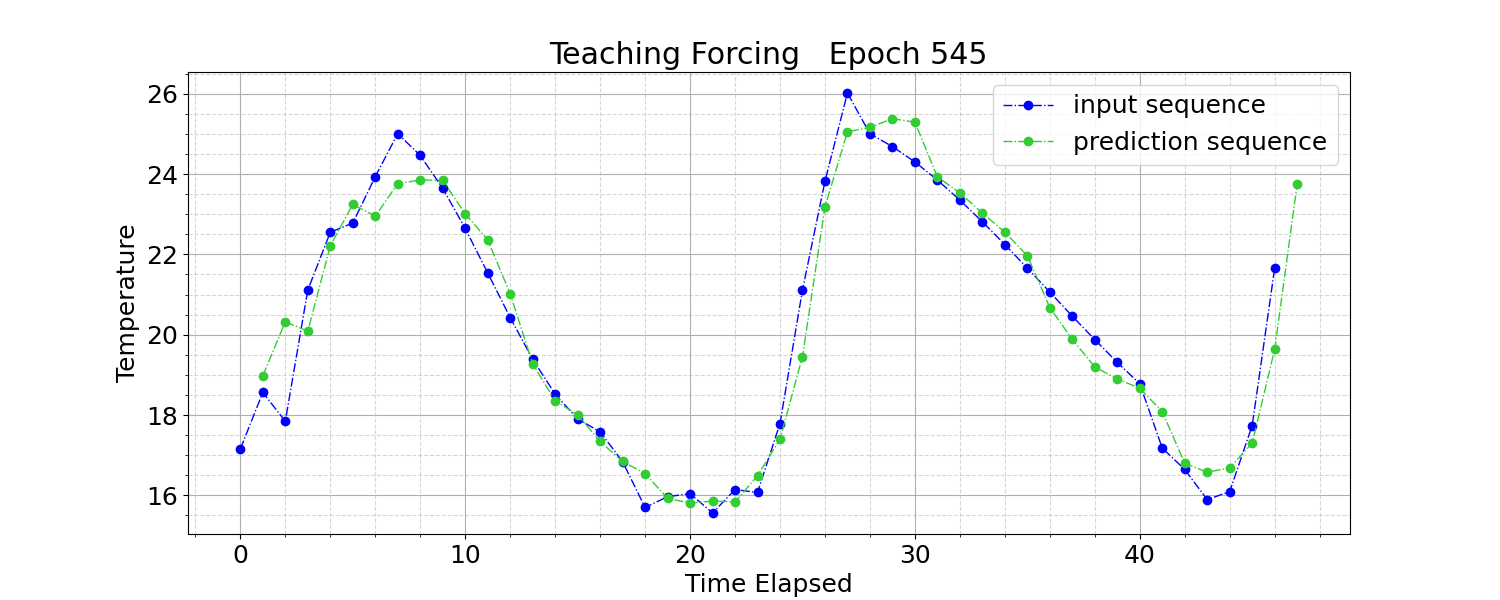 Teaching Forcing   Epoch 545
input sequence
prediction sequence
Temperature
26
24
22
20
18
16
0 10 20 30 40
Time Elapsed